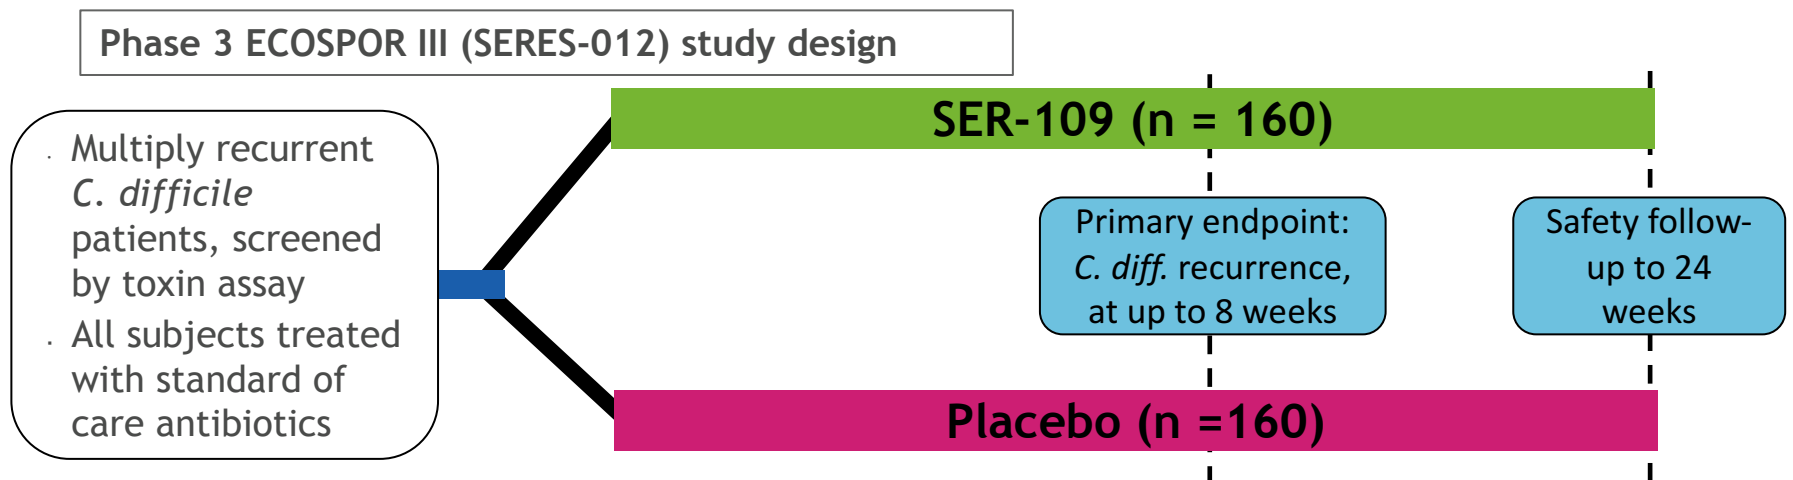 Phase 3 ECOSPOR III (SERES-012) study design
· Multiply recurrent
C. difficile
patients, screened
by toxin assay
· All subjects treated
with standard of
care antibiotics
SER-109 (n = 160)
Primary endpoint:
C. diff. recurrence,
at up to 8 weeks
Safety follow-
up to 24
weeks
Placebo (n =160)